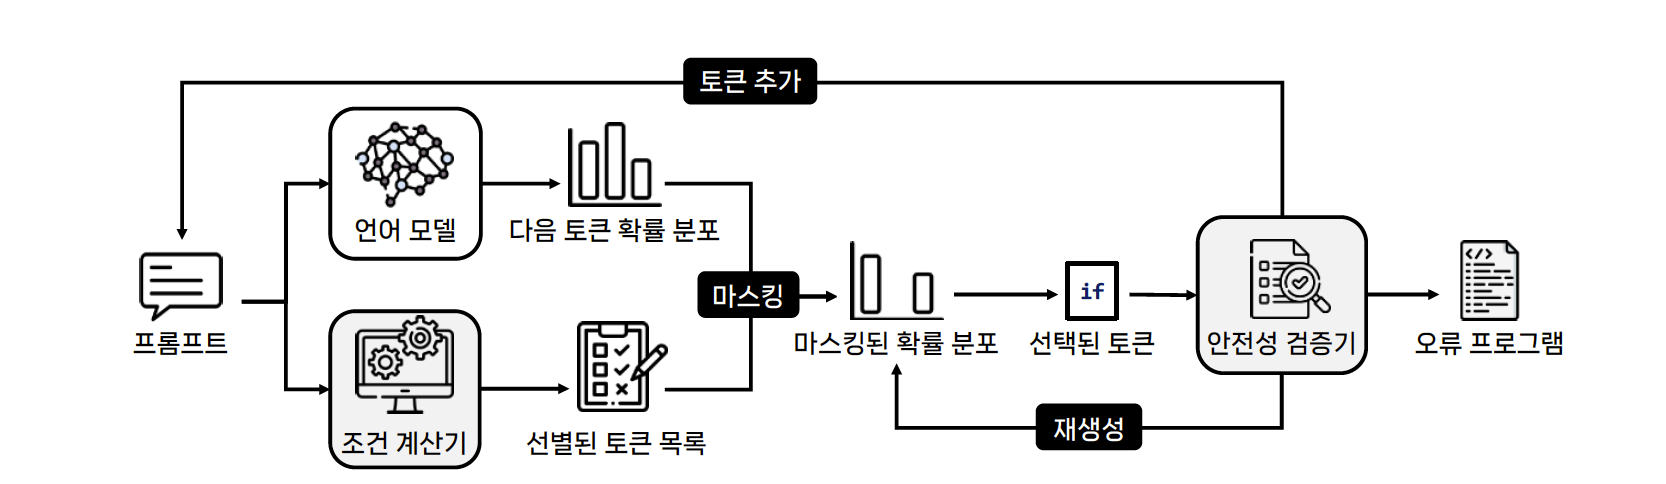 토큰 추가
언어 모델
다음 토큰 확률 분포
프롬프트
마스킹
마스킹된 확률 분포
if
선택된 토큰
안전성 검증기
</>
오류 프로그램
조건 계산기
선별된 토큰 목록
재생성